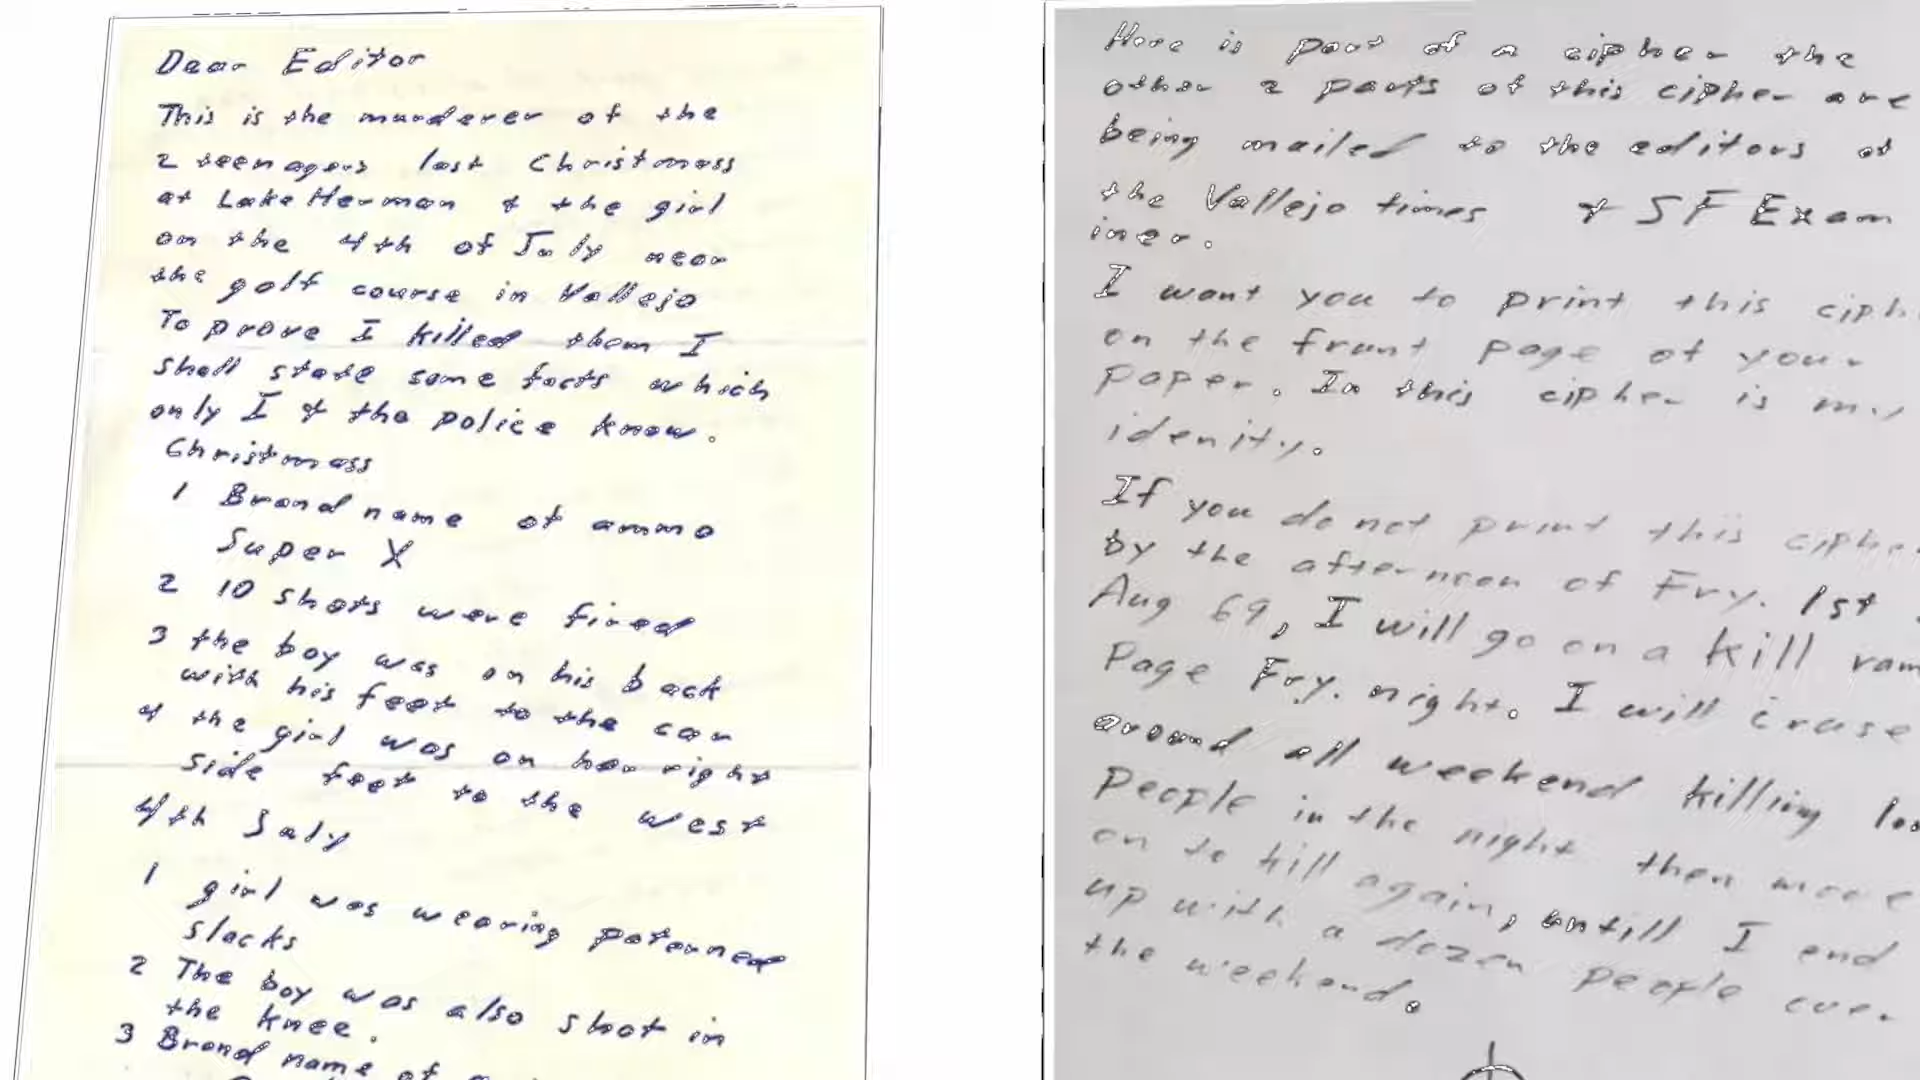 Dear Editor
This is the murderer of the
2 teenagers last Christmass
at Lake Herman & the girl
on the 4th of July near
the golf course in Vallejo
To prove I killed them I
shall state some facts which
only I & the police know.
Christmass
1 Brand name of ammo
Super X
2 10 shots were fired
3 the boy was on his back
with his feet to the car
4 the girl was on her right
side feet to the west
4th July
1 girl was wearing paterned
slacks
2 The boy was also shot in
the knee.
3 Brand name of
Here is part of a cipher the
other 2 parts of this cipher are
being mailed to the editors of
the Vallejo times & SF Exam
iner.
I want you to print this ciph
on the frunt page of your
paper. In this cipher is my
idenity.
If you do not print this cipher
by the afternoon of Fry. 1st
Aug 69, I will go on a kill ram
Page Fry. night. I will cruse
around all weekend killing lo
People in the night then move
on to kill again, untill I end
up with a dozen people over
the weekend.